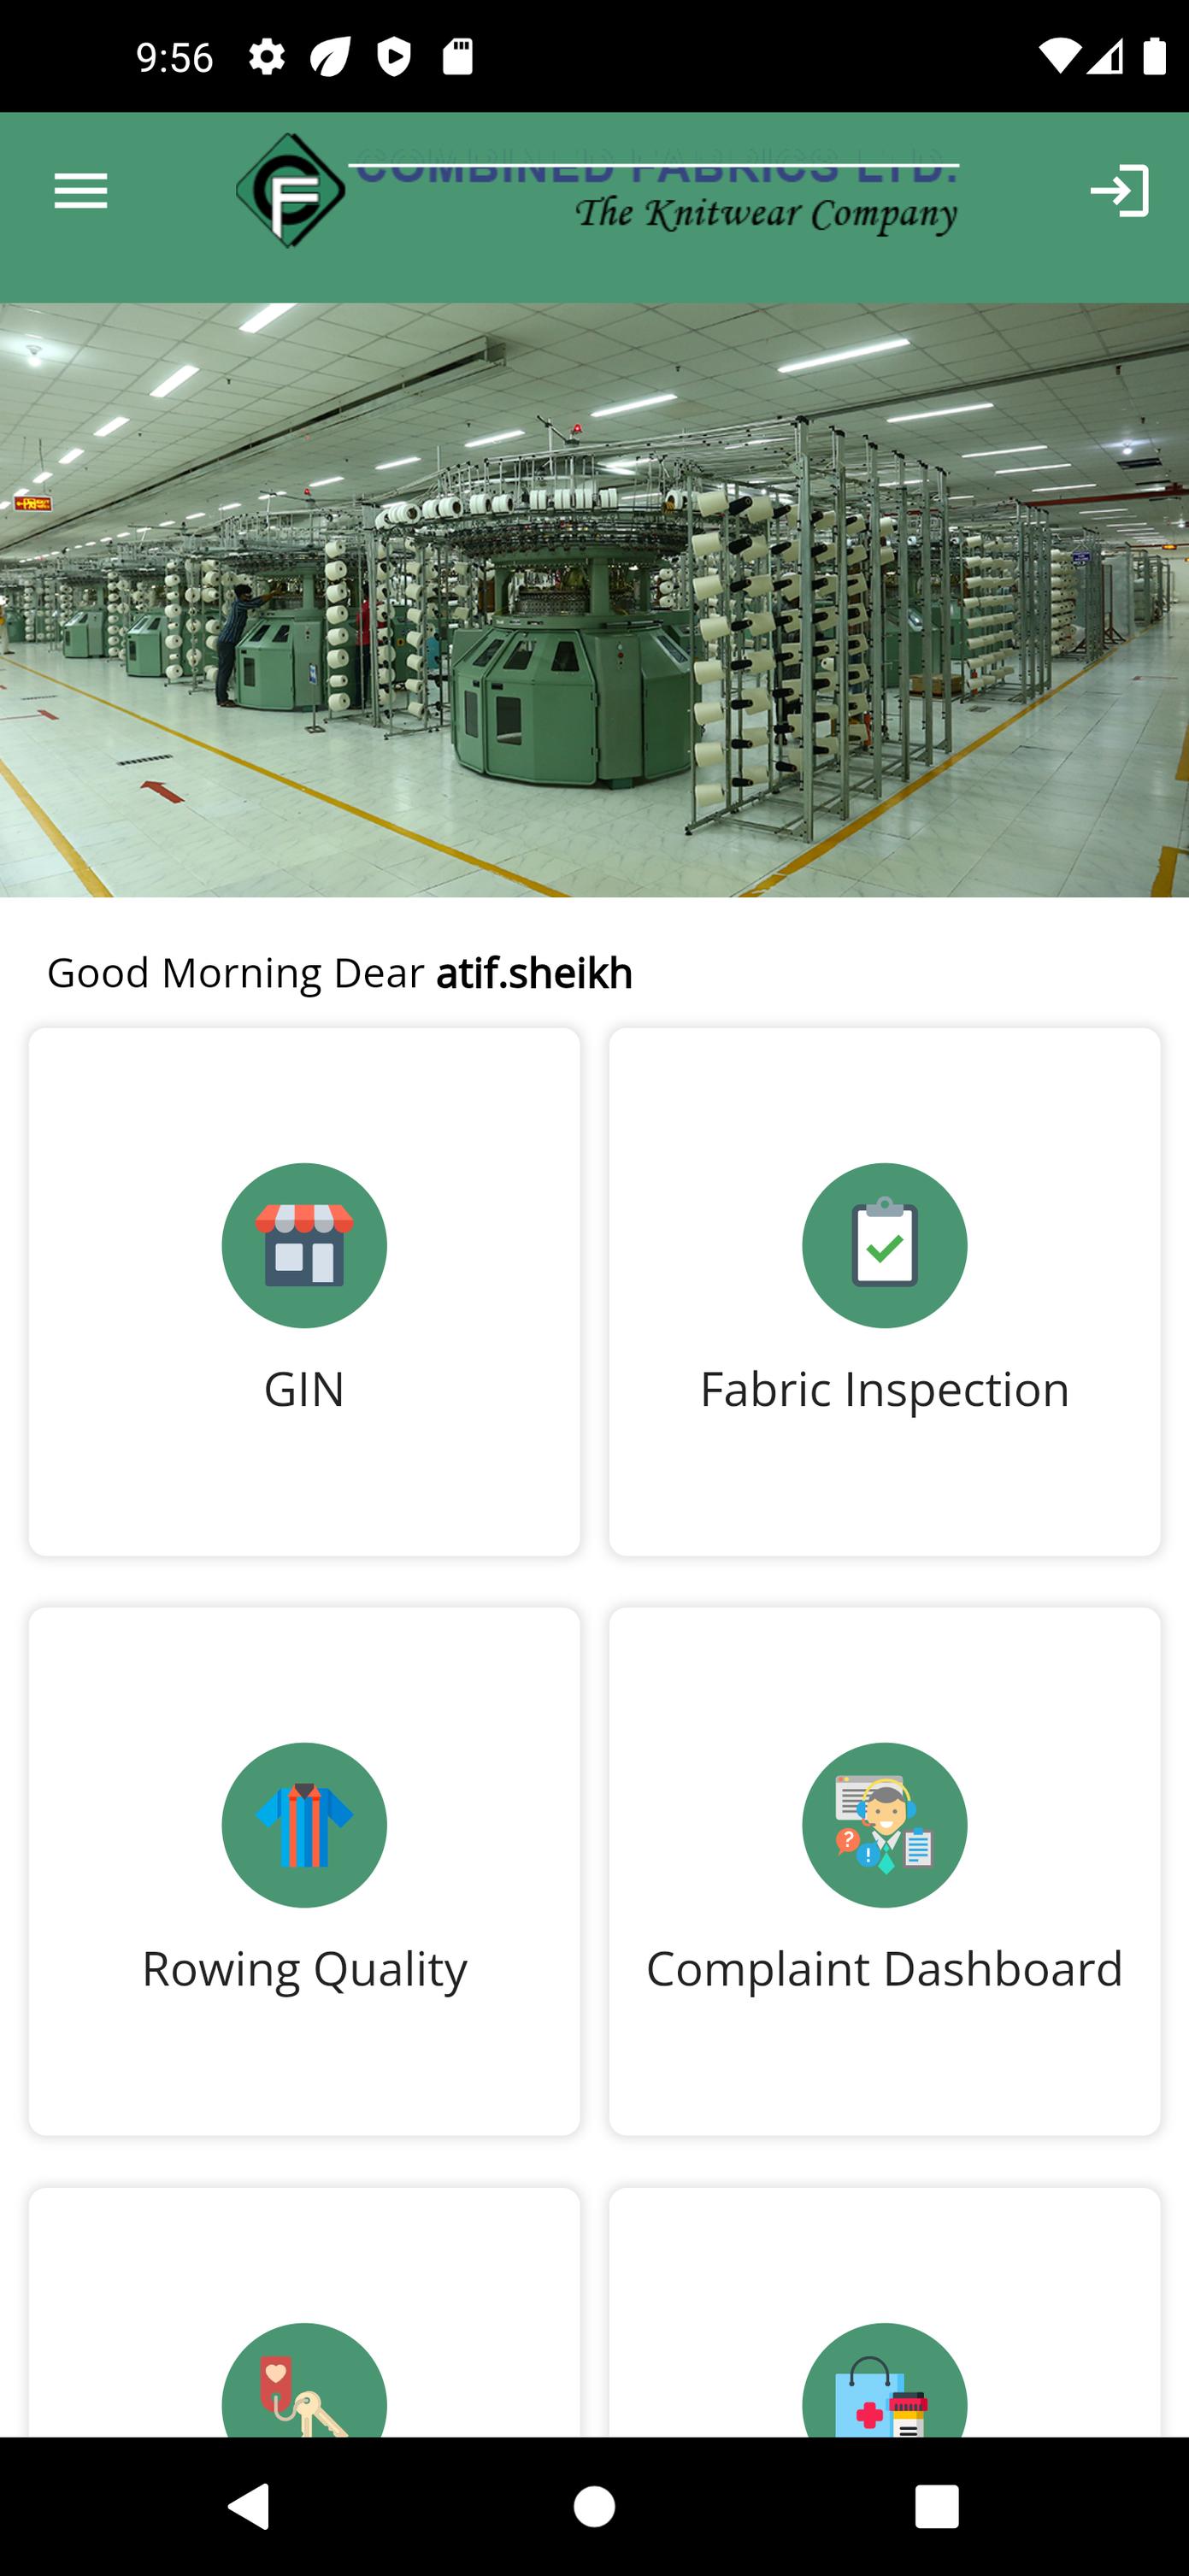 9:56
COMBINED FABRICS LTD.
The Knitwear Company
Good Morning Dear atif.sheikh
GIN
Fabric Inspection
Rowing Quality
Complaint Dashboard